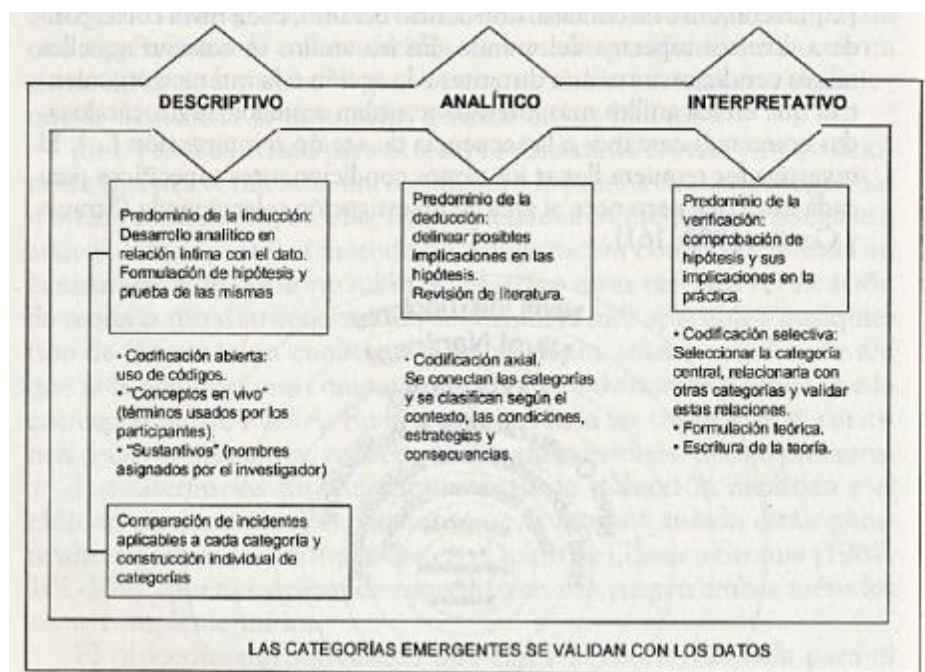 DESCRIPTIVO
Predominio de la Inducción:
Desarrollo analítico en
relación íntima con el dato.
Formulación de hipótesis y
prueba de las mismas
• Codificación abierta:
uso de códigos.
• "Conceptos en vivo"
(términos usados por los
participantes).
• "Sustantivos" (nombres
asignados por el investigador)
Comparación de incidentes
aplicables a cada categoría y
construcción individual de
categorías
ANALÍTICO
Predominio de la
deducción:
delinear posibles
Implicaciones en las
hipótesis.
Revisión de literatura.
• Codificación axial.
Se conectan las categorías
y se clasifican según el
contexto, las condiciones,
estrategias y
consecuencias.
INTERPRETATIVO
Predominio de la
verificación:
comprobación de
hipótesis y sus
implicaciones en la
práctica.
• Codificación selectiva:
Seleccionar la categoría
central, relacionarla con
otras categorías y validar
estas relaciones.
• Formulación teórica.
• Escritura de la teoría.
LAS CATEGORÍAS EMERGENTES SE VALIDAN CON LOS DATOS